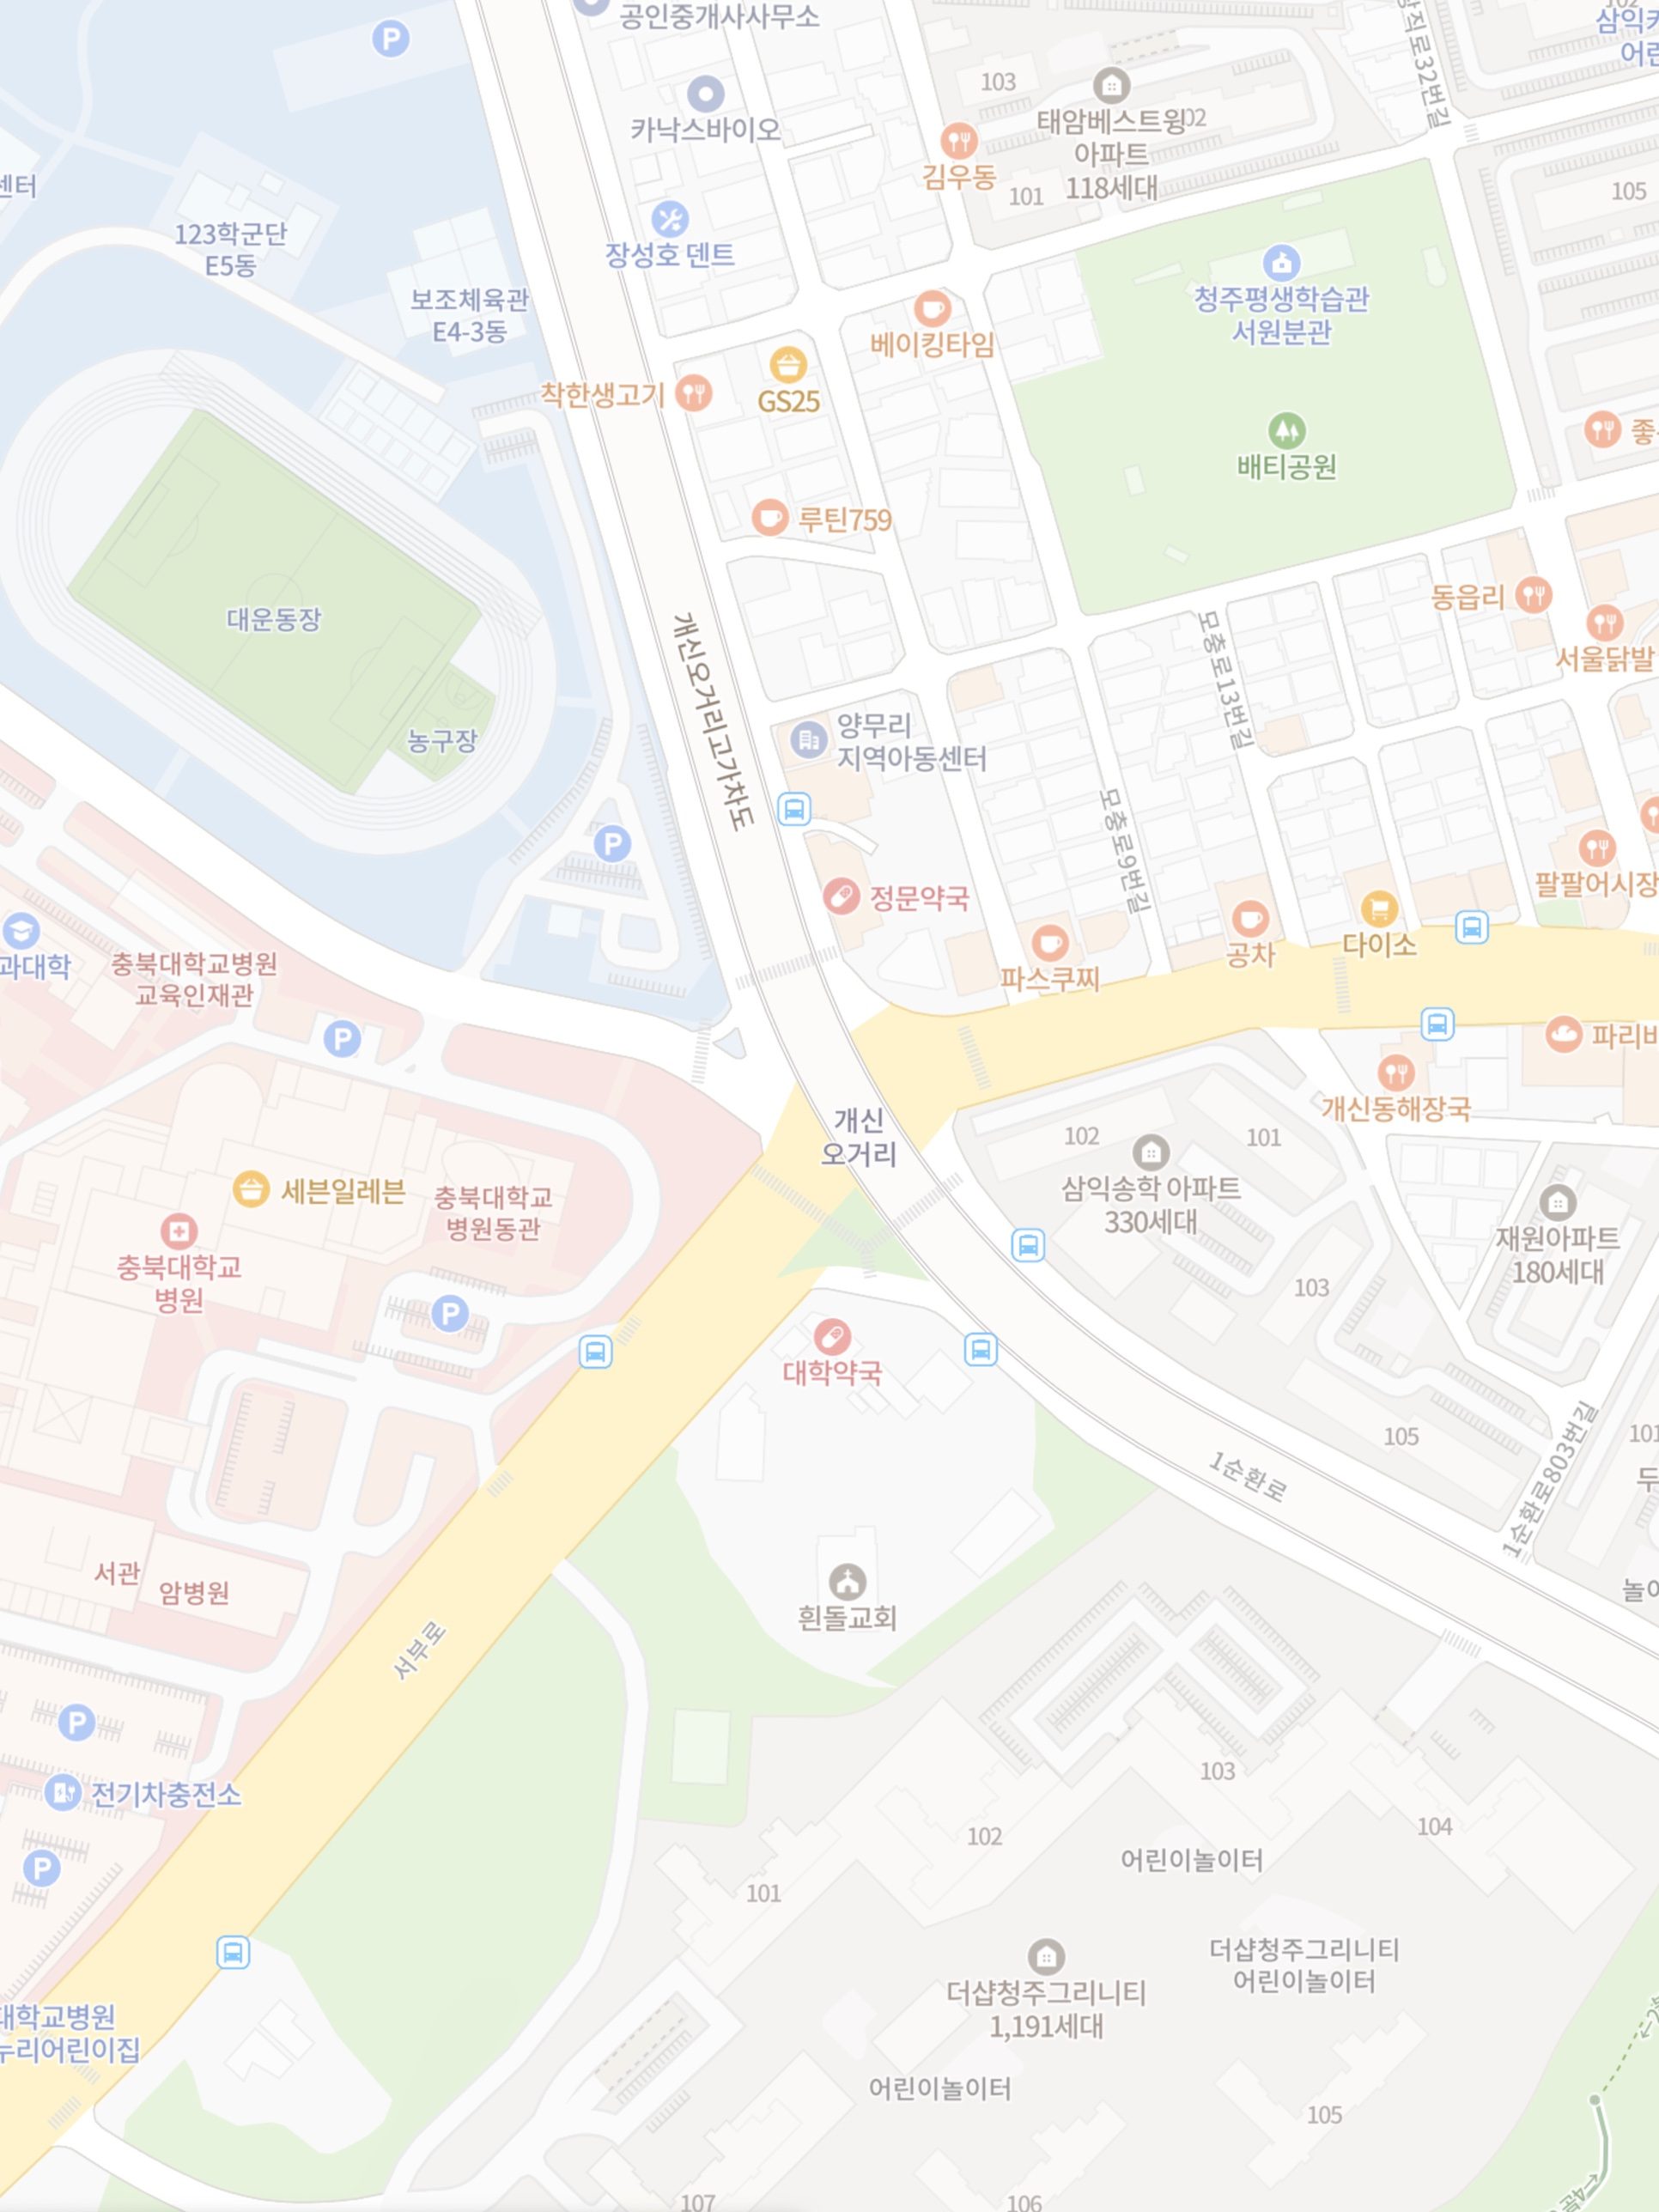 공인중개사사무소
카낙스바이오
103
태암베스트윙
아파트
118세대
김우동
101
장성호 덴트
105
123학군단
E5동
보조체육관
E4-3동
청주평생학습관
서원분관
베이킹타임
착한생고기
GS25
배티공원
루틴759
대운동장
농구장
개신오거리고가차도
동읍리
서울닭발
모충로13번길
양무리
지역아동센터
모충로9번길
정문약국
팔팔어시장
다이소
공차
파스쿠찌
과대학
충북대학교병원
교육인재관
개신동해장국
개신
오거리
102
101
삼익송학 아파트
330세대
103
105
재원아파트
180세대
세븐일레븐
충북대학교
병원동관
충북대학교
병원
대학약국
1순환로
1순환로803번길
서관
암병원
흰돌교회
서부로
전기차충전소
103
104
102
101
어린이놀이터
더샵청주그리니티
어린이놀이터
더샵청주그리니티
1,191세대
대학교병원
누리어린이집
어린이놀이터
105
106
107